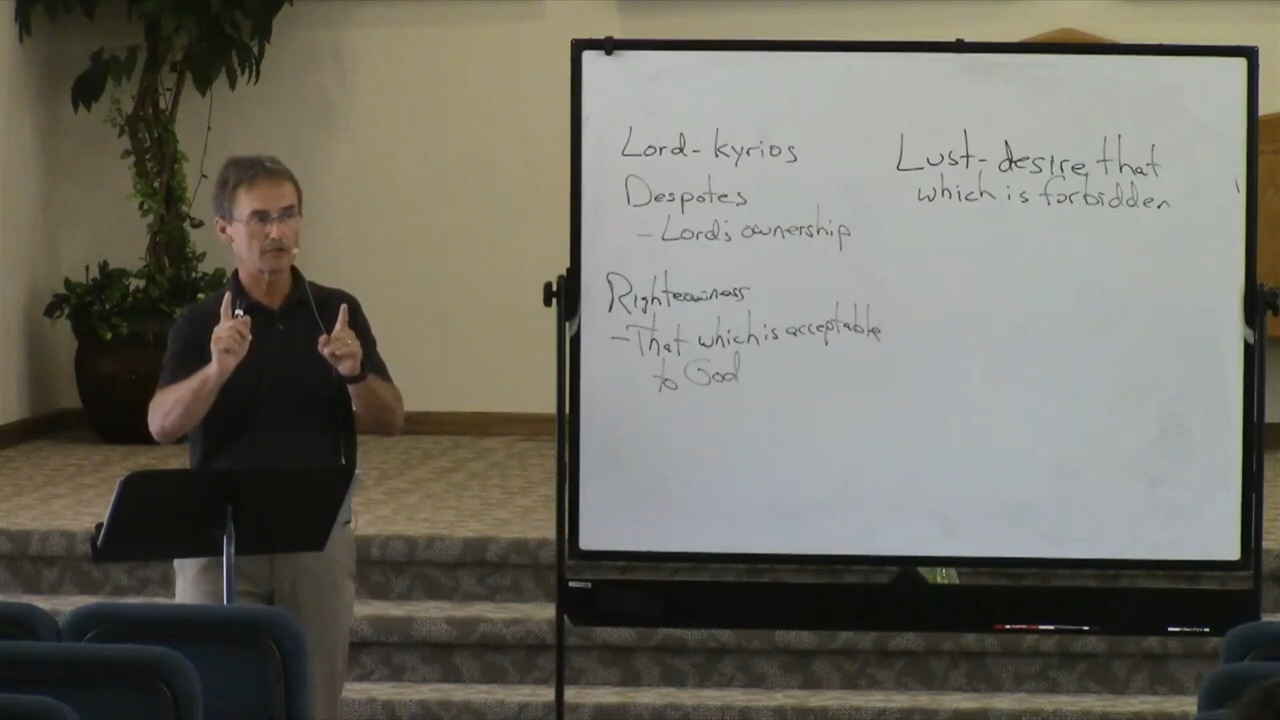 Lord - kyrios
Despotes
- Lord's ownership
Righteousness
- That which is acceptable
to God
Lust - desire that
which is forbidden